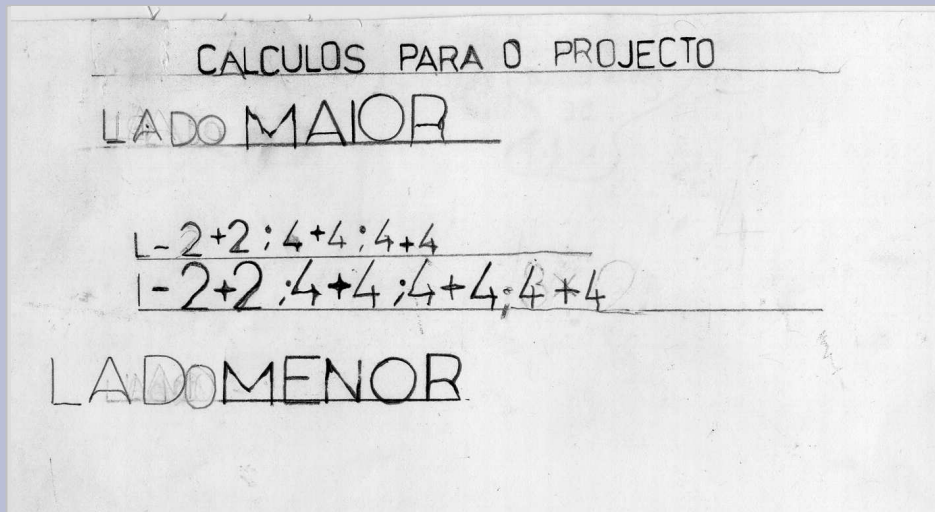 CALCULOS PARA O PROJECTO
LADO MAIOR
L-2+2;4+4;4+4
L-2+2;4+4;4+4;4+4
LADO MENOR